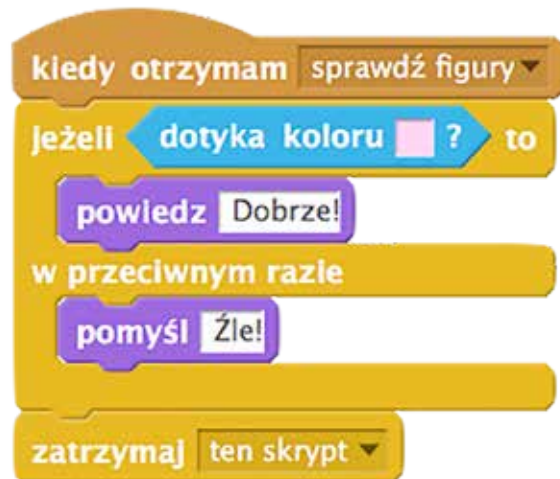 kiedy otrzymam sprawdź figury
jeżeli dotyka koloru ? to
powiedz Dobrze!
w przeciwnym razie
pomyśl Źle!
zatrzymaj ten skrypt